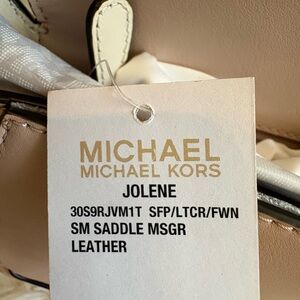 MICHAEL
MICHAEL KORS
JOLENE
30S9RJVM1T SFP/LTCR/FWN
SM SADDLE MSGR
LEATHER